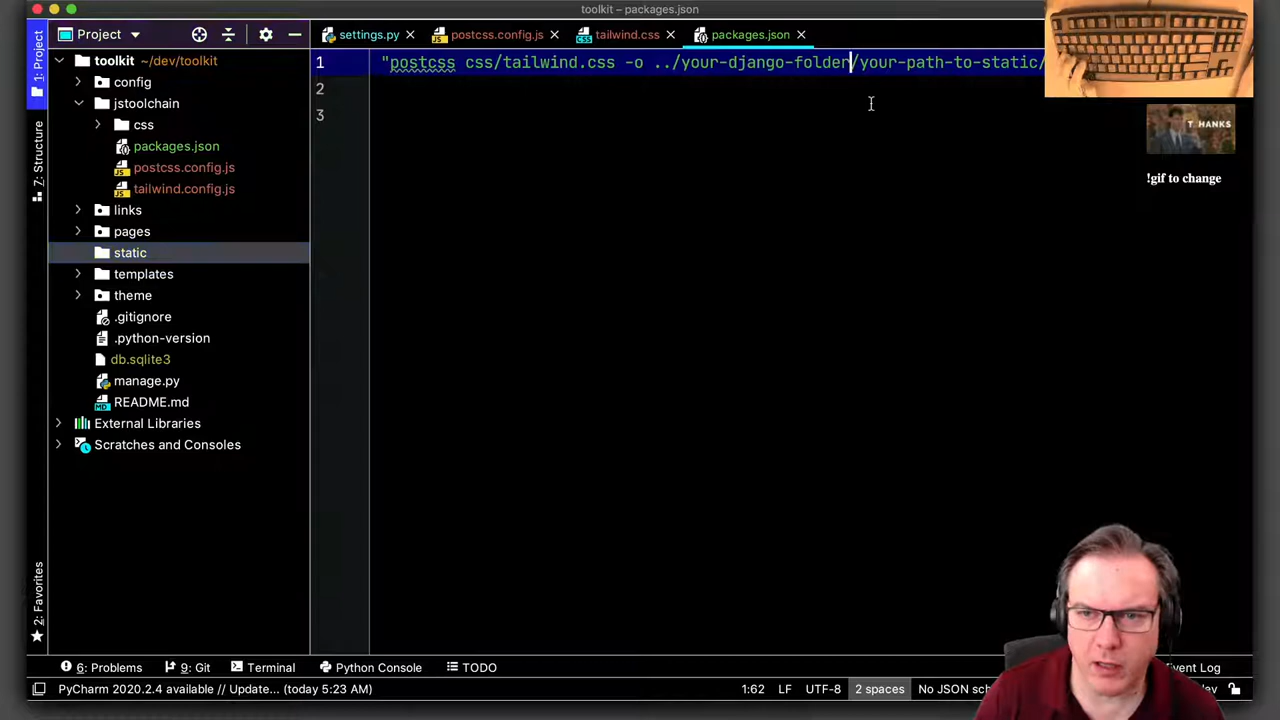 toolkit – packages.json
1: Project
Project
settings.py
postcss.config.js
tailwind.css
packages.json
toolkit ~/dev/toolkit
config
jstoolchain
css
packages.json
postcss.config.js
tailwind.config.js
links
pages
static
templates
theme
.gitignore
.python-version
db.sqlite3
manage.py
README.md
External Libraries
Scratches and Consoles
1 "postcss css/tailwind.css -o ../your-django-folder/your-path-to-static/
2
3
T. HANKS
!gif to change
7: Structure
2: Favorites
6: Problems
9: Git
Terminal
Python Console
TODO
Event Log
PyCharm 2020.2.4 available // Update... (today 5:23 AM)
1:62
LF
UTF-8
2 spaces
No JSON